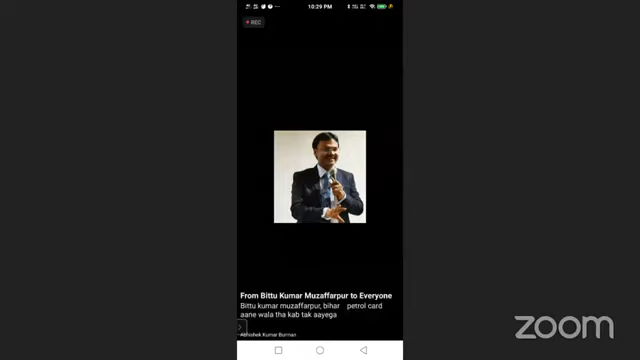 10:29 PM
REC
From Bittu Kumar Muzaffarpur to Everyone
Bittu kumar muzaffarpur, bihar petrol card
aane wala tha kab tak aayega
Abhishek Kumar Burman
zoom